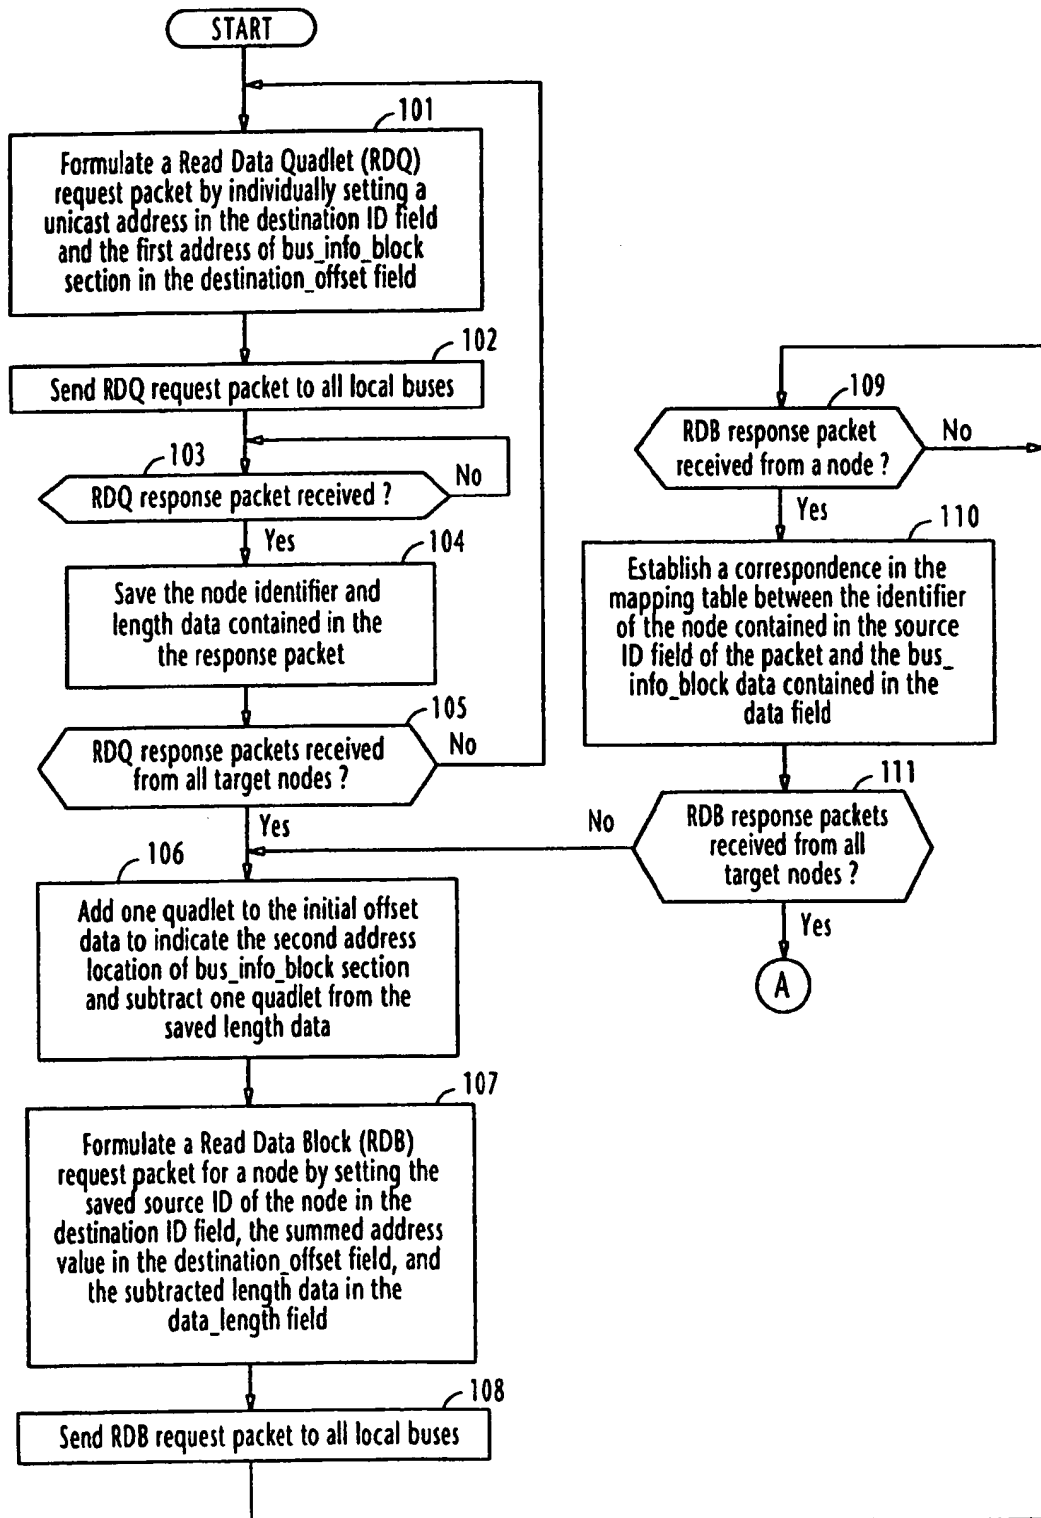 START
101
Formulate a Read Data Quadlet (RDQ)
request packet by individually setting a
unicast address in the destination ID field
and the first address of bus_info_block
section in the destination_offset field
102
Send RDQ request packet to all local buses
103
RDQ response packet received ?
No
Yes
104
Save the node identifier and
length data contained in the
the response packet
105
RDQ response packets received
from all target nodes ?
No
Yes
106
Add one quadlet to the initial offset
data to indicate the second address
location of bus_info_block section
and subtract one quadlet from the
saved length data
107
Formulate a Read Data Block (RDB)
request packet for a node by setting the
saved source ID of the node in the
destination ID field, the summed address
value in the destination_offset field, and
the subtracted length data in the
data_length field
108
Send RDB request packet to all local buses
109
RDB response packet
received from a node ?
No
Yes
110
Establish a correspondence in the
mapping table between the identifier
of the node contained in the source
ID field of the packet and the bus_
info_block data contained in the
data field
111
RDB response packets
received from all
target nodes ?
No
Yes
A